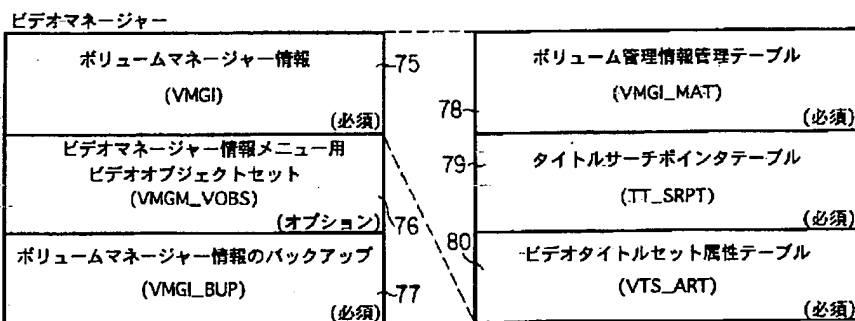 ビデオマネージャー
ボリュームマネージャー情報
(VMGI)
(必須)
75
ビデオマネージャー情報メニュー用
ビデオオブジェクトセット
(VMGM_VOBS)
(オプション)
76
ボリュームマネージャー情報のバックアップ
(VMGI_BUP)
(必須)
77
ボリューム管理情報管理テーブル
(VMGI_MAT)
(必須)
78
タイトルサーチポインタテーブル
(TT_SRPT)
(必須)
79
ビデオタイトルセット属性テーブル
(VTS_ART)
(必須)
80